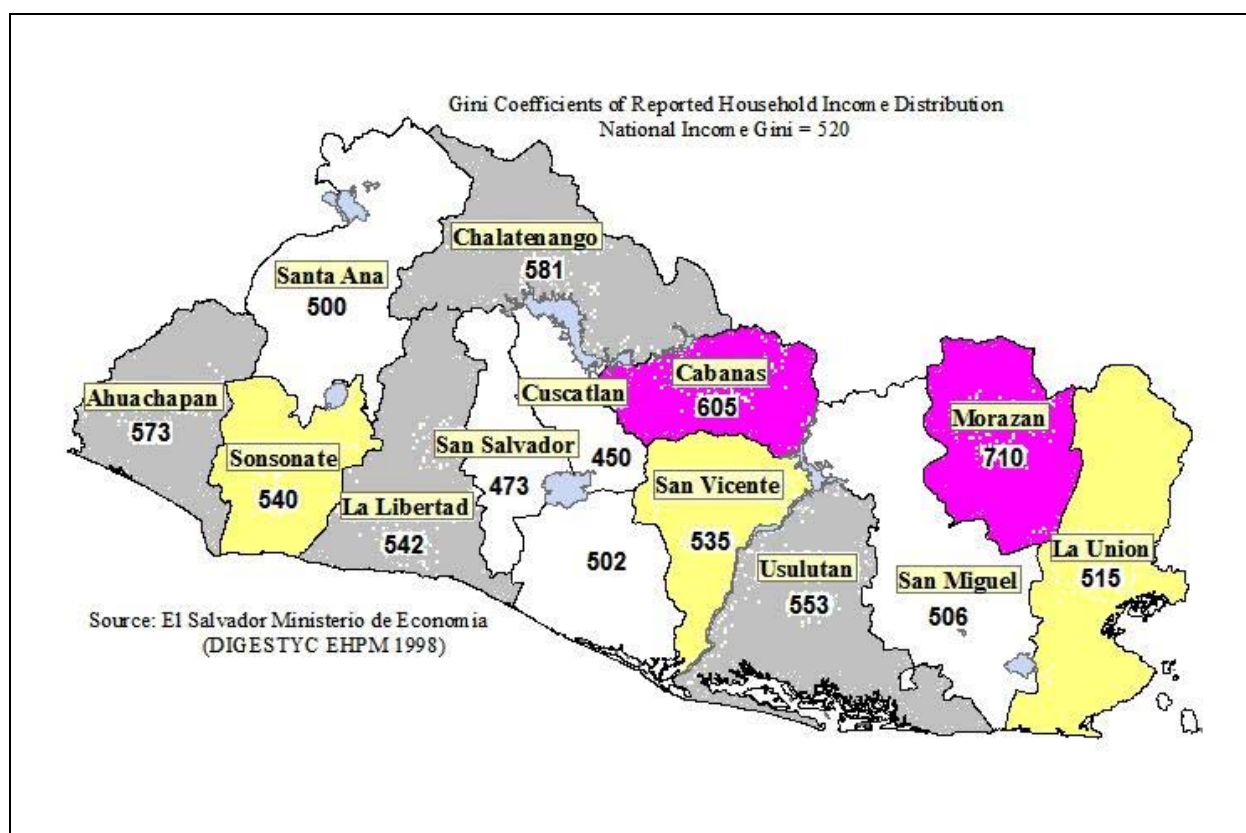 Gini Coefficients of Reported Household Income Distribution
National Income Gini = 520
Chalatenango
581
Santa Ana
500
Cabanas
605
Cuscatlan
450
Ahuachapan
573
Morazan
710
San Salvador
473
Sonsonate
540
San Vicente
535
La Libertad
542
502
Usulutan
553
La Union
515
San Miguel
506
Source: El Salvador Ministerio de Economia
(DIGESTYC EHPM 1998)